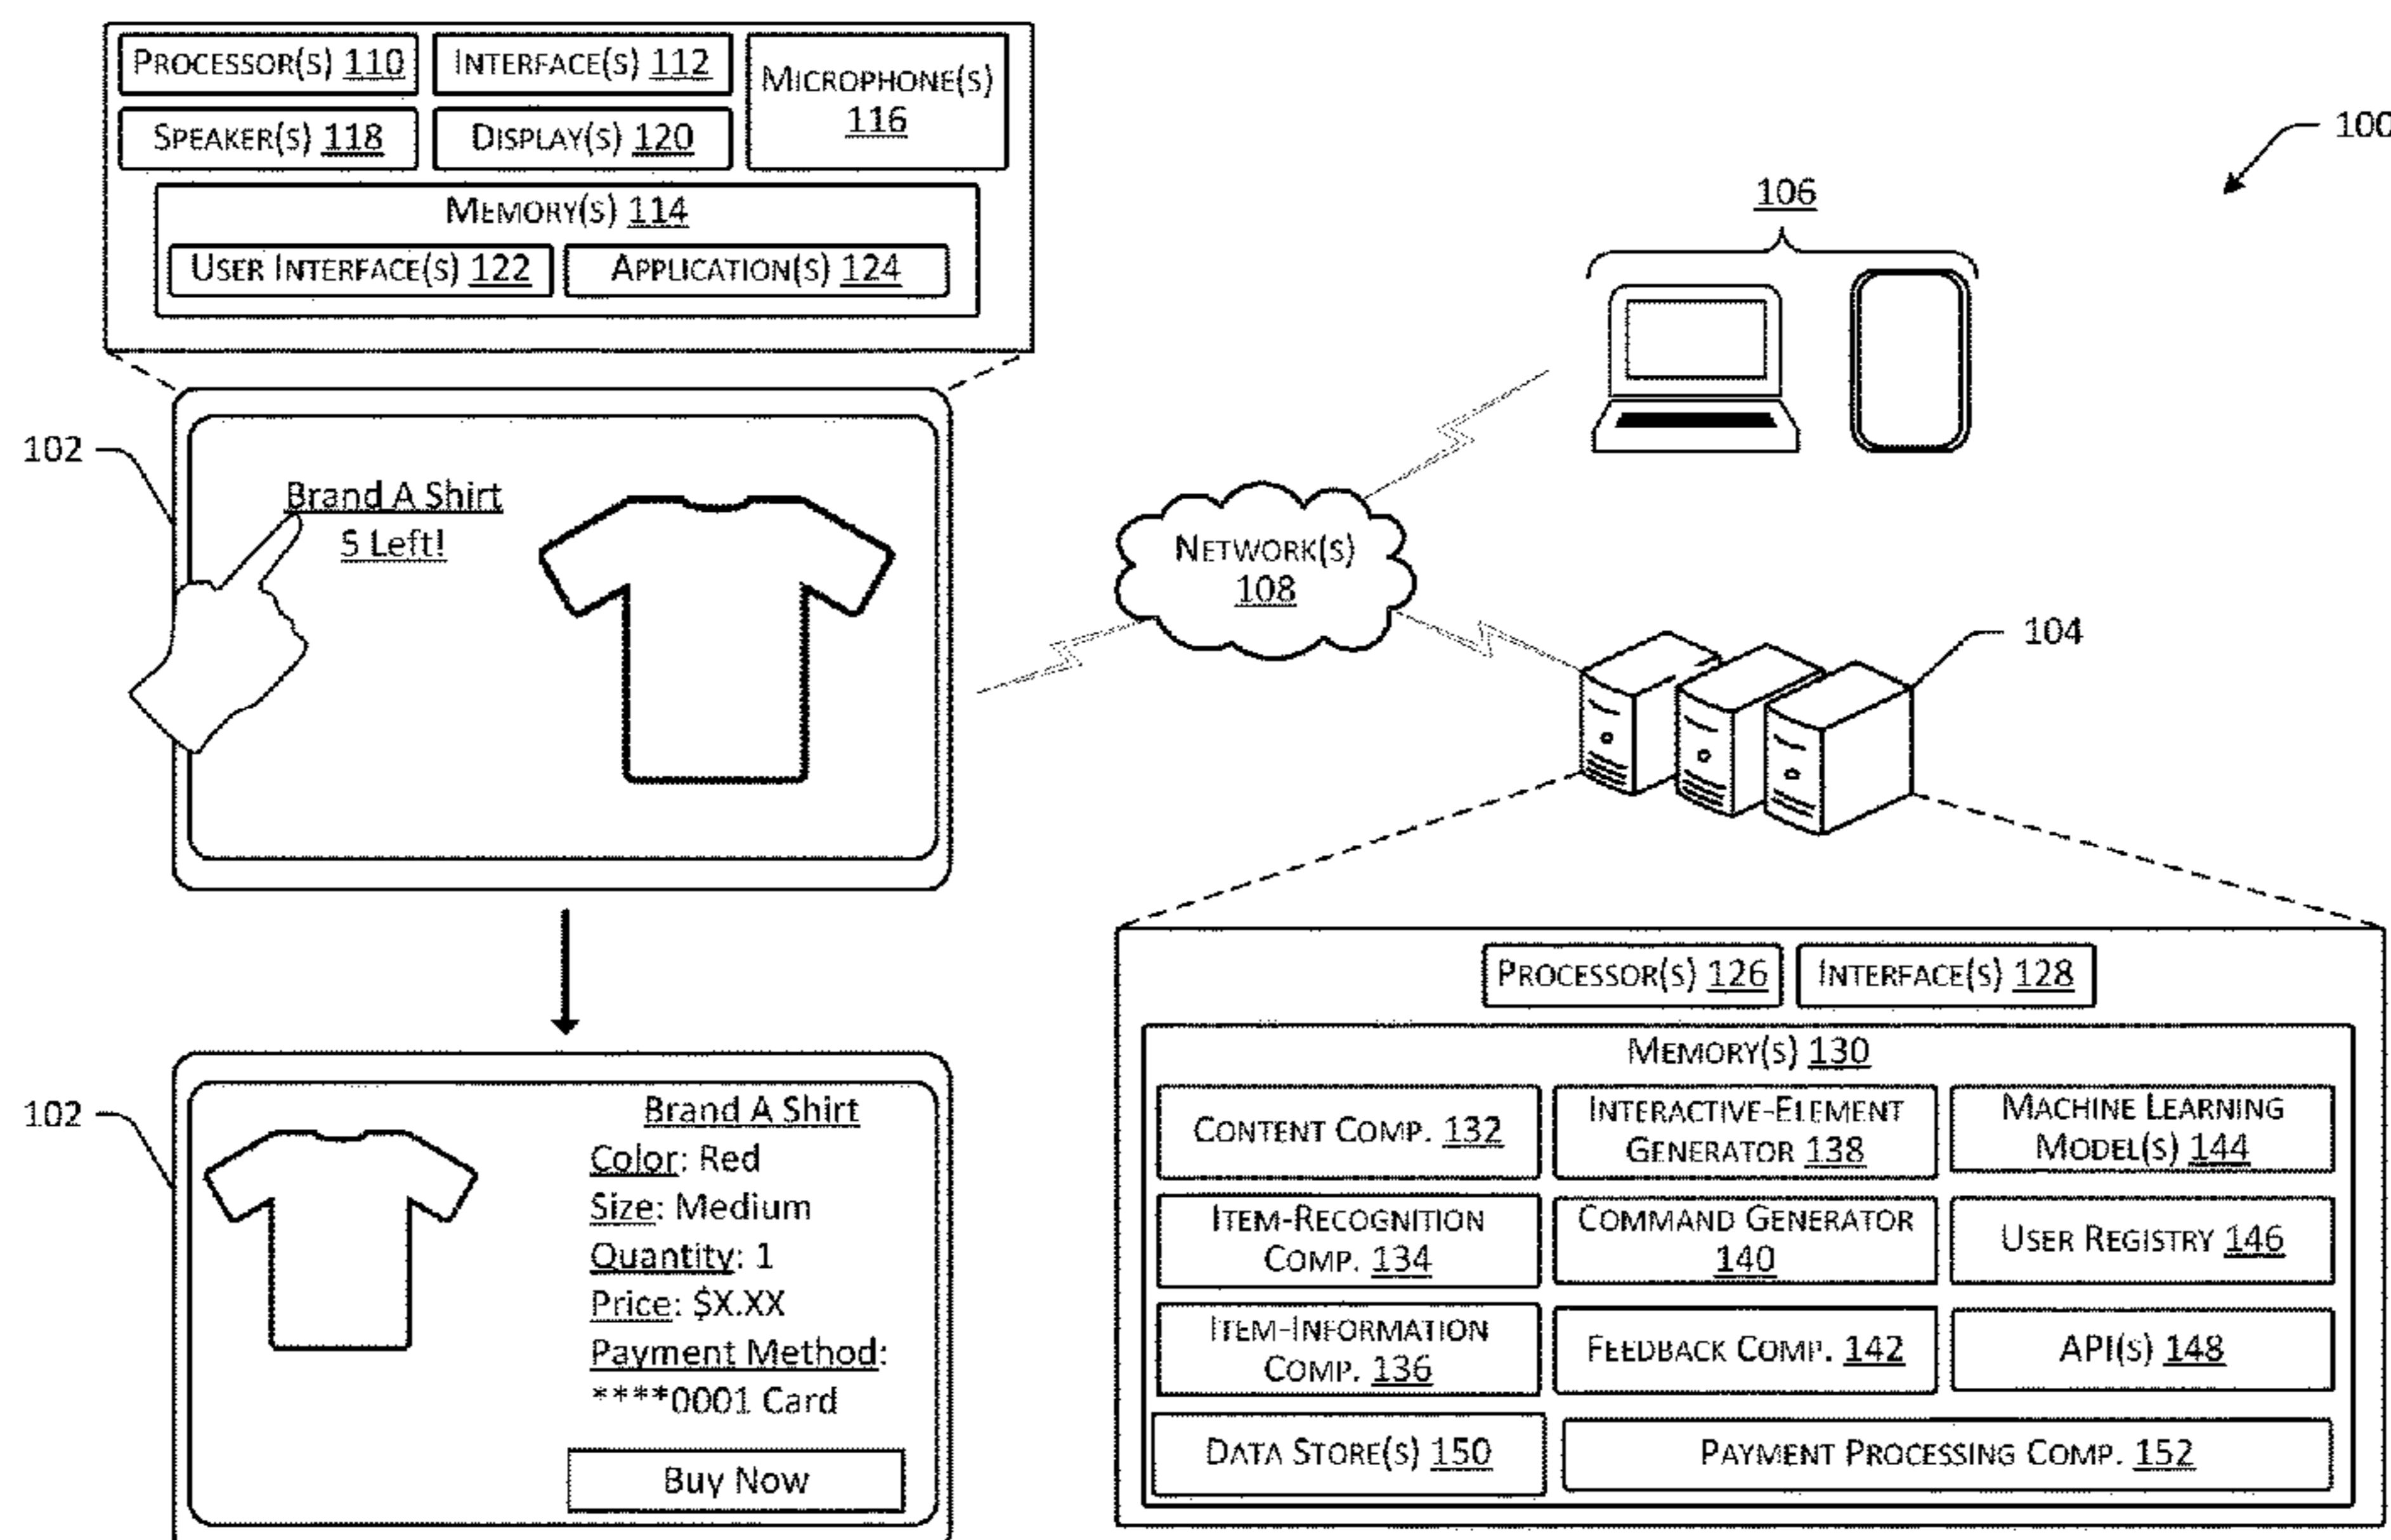 PROCESSOR(S) 110
INTERFACE(S) 112
MICROPHONE(S)
116
SPEAKER(S) 118
DISPLAY(S) 120
MEMORY(S) 114
USER INTERFACE(S) 122
APPLICATION(S) 124
100
106
102
Brand A Shirt
5 Left!
NETWORK(S)
108
104
102
Brand A Shirt
Color: Red
Size: Medium
Quantity: 1
Price: $X.XX
Payment Method:
****0001 Card
Buy Now
PROCESSOR(S) 126
INTERFACE(S) 128
MEMORY(S) 130
CONTENT COMP. 132
INTERACTIVE-ELEMENT
GENERATOR 138
MACHINE LEARNING
MODEL(S) 144
ITEM-RECOGNITION
COMP. 134
COMMAND GENERATOR
140
USER REGISTRY 146
ITEM-INFORMATION
COMP. 136
FEEDBACK COMP. 142
API(S) 148
DATA STORE(S) 150
PAYMENT PROCESSING COMP. 152